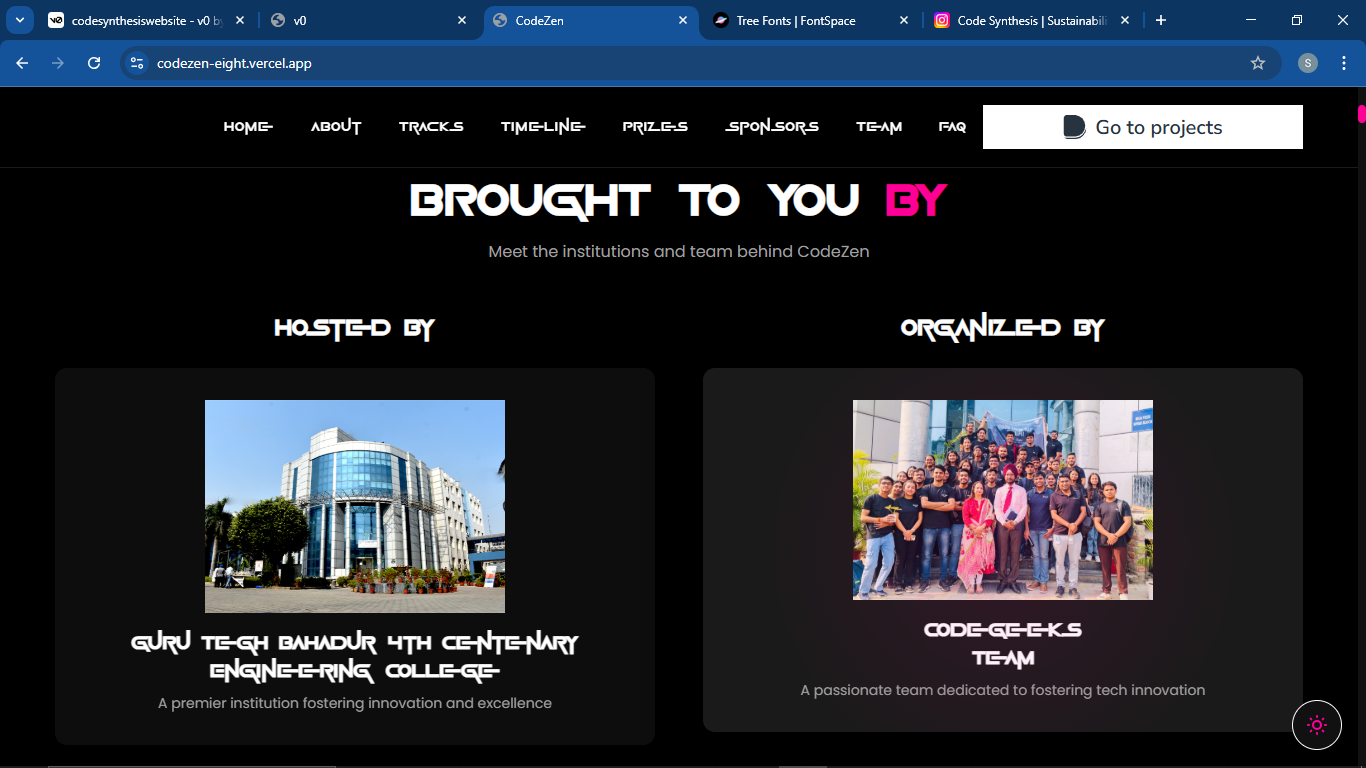 codesynthesiswebsite - v0 by
v0
CodeZen
Tree Fonts | FontSpace
Code Synthesis | Sustainabili
codezen-eight.vercel.app
S
HOME ABOUT TRACKS TIMELINE PRIZES SPONSORS TEAM FAQ Go to projects
BROUGHT TO YOU BY
Meet the institutions and team behind CodeZen
HOSTED BY
ORGANIZED BY
GURU TEGH BAHADUR 4TH CENTENARY
ENGINEERING COLLEGE
A premier institution fostering innovation and excellence
CODEGEEKS
TEAM
A passionate team dedicated to fostering tech innovation